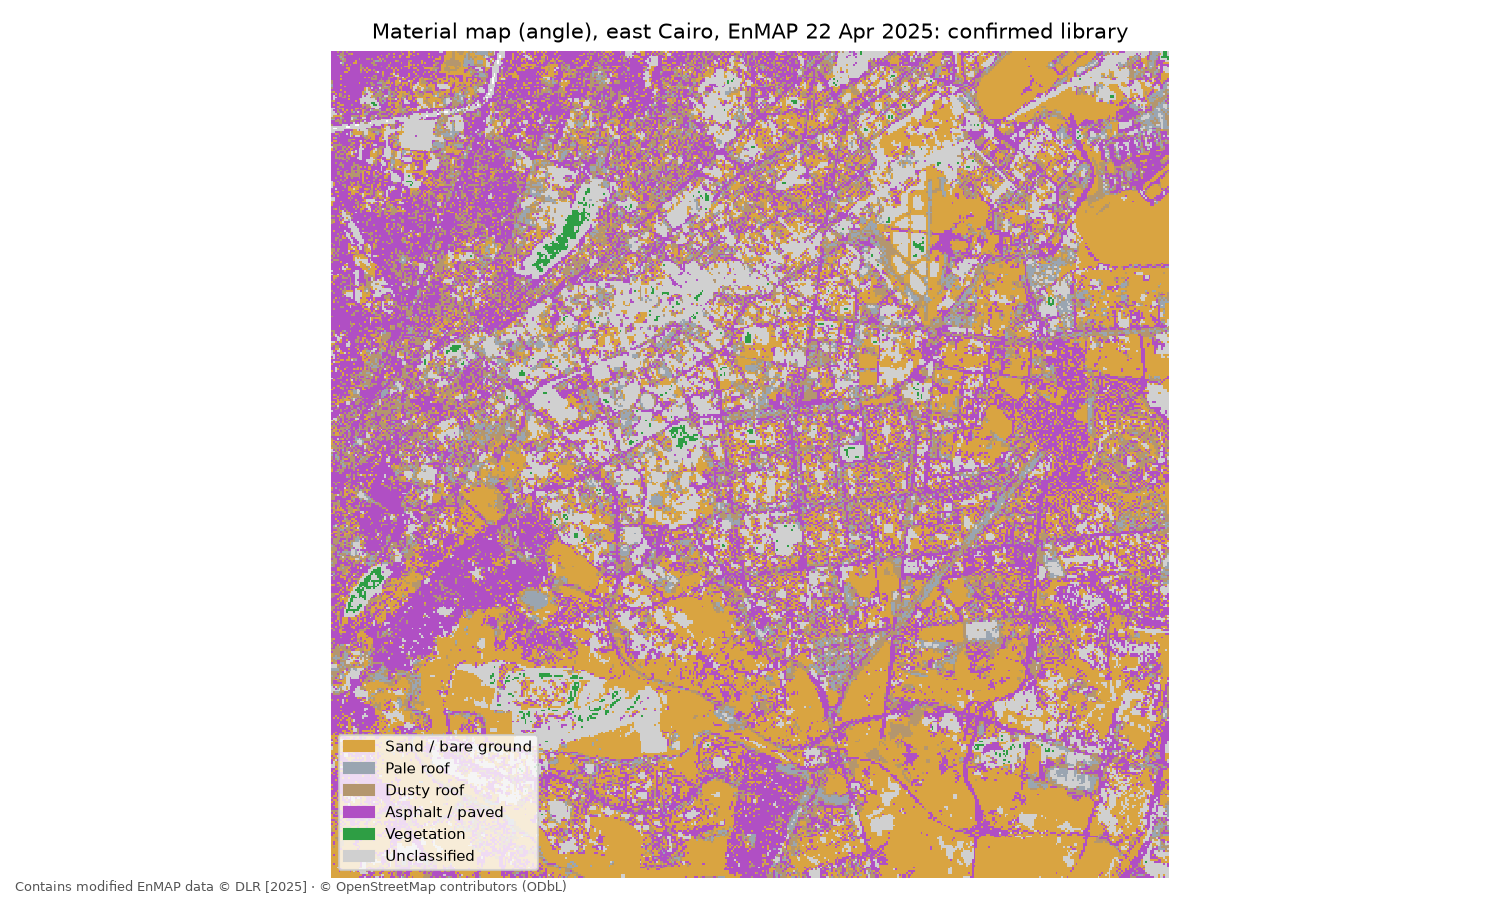 Material map (angle), east Cairo, EnMAP 22 Apr 2025: confirmed library
Sand / bare ground
Pale roof
Dusty roof
Asphalt / paved
Vegetation
Unclassified
Contains modified EnMAP data © DLR [2025] · © OpenStreetMap contributors (ODbL)